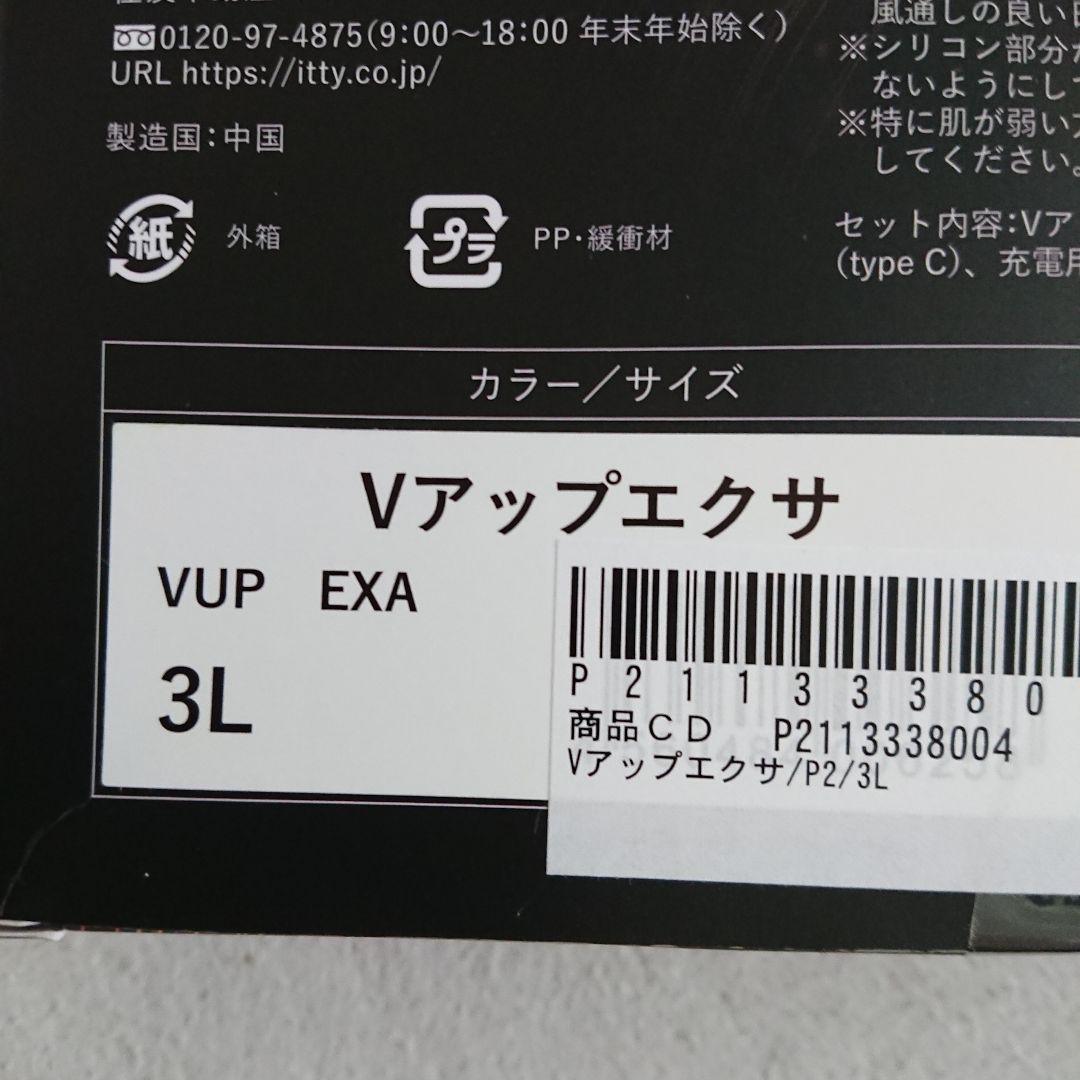 0120-97-4875(9:00～18:00 年末年始除く)
URL https://itty.co.jp/
製造国：中国
紙 外箱
プラ PP・緩衝材
風通しの良い
※シリコン部分
ないようにし
※特に肌が弱い
してください。
セット内容：Vア
(type C)、充電用
カラー／サイズ
Vアップエクサ
VUP EXA
3L
P 2 1 1 3 3 3 8 0
商品CD P2113338004
Vアップエクサ/P2/3L